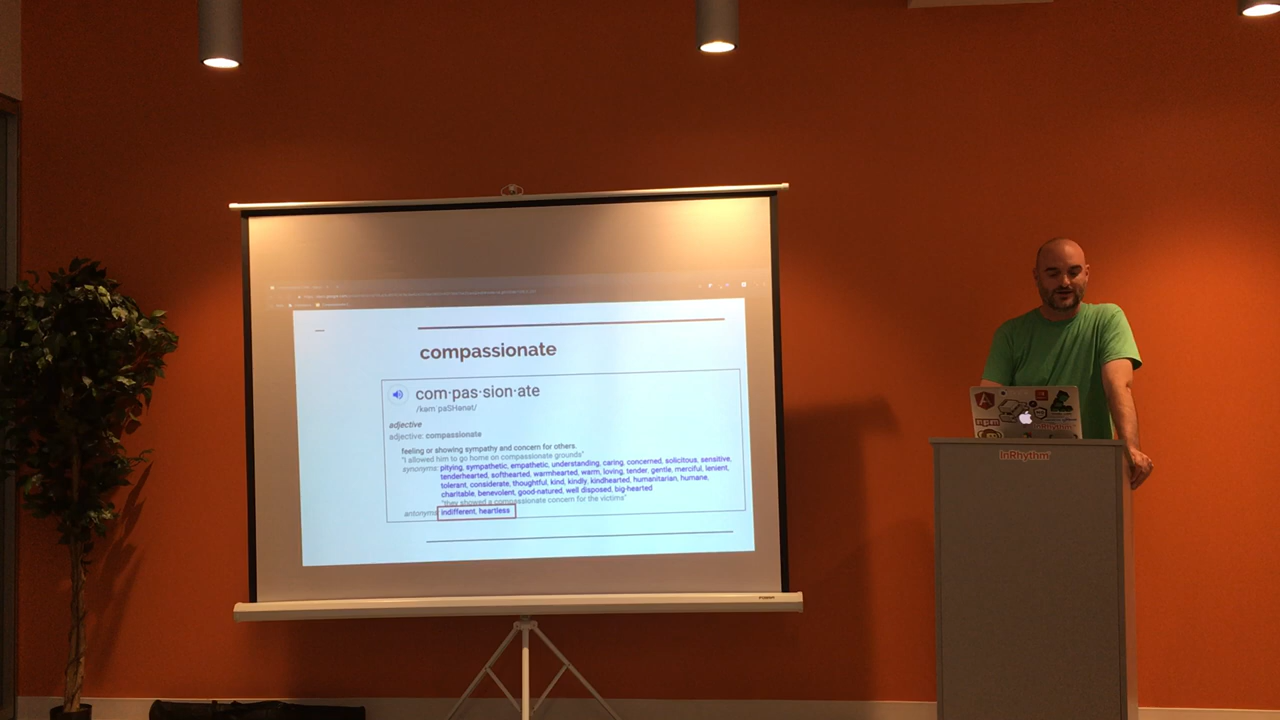 compassionate
com·pas·sion·ate
/kəm paSHənət/
adjective
adjective: compassionate
feeling or showing sympathy and concern for others.
"I allowed him to go home on compassionate grounds"
synonyms: pitying, sympathetic, empathetic, understanding, caring, concerned, solicitous, sensitive,
tenderhearted, softhearted, warmhearted, warm, loving, tender, gentle, merciful, lenient,
tolerant, considerate, thoughtful, kind, kindly, kindhearted, humanitarian, humane,
charitable, benevolent, good-natured, well disposed, big-hearted
"they showed a compassionate concern for the victims"
antonyms: indifferent, heartless
InRhythm